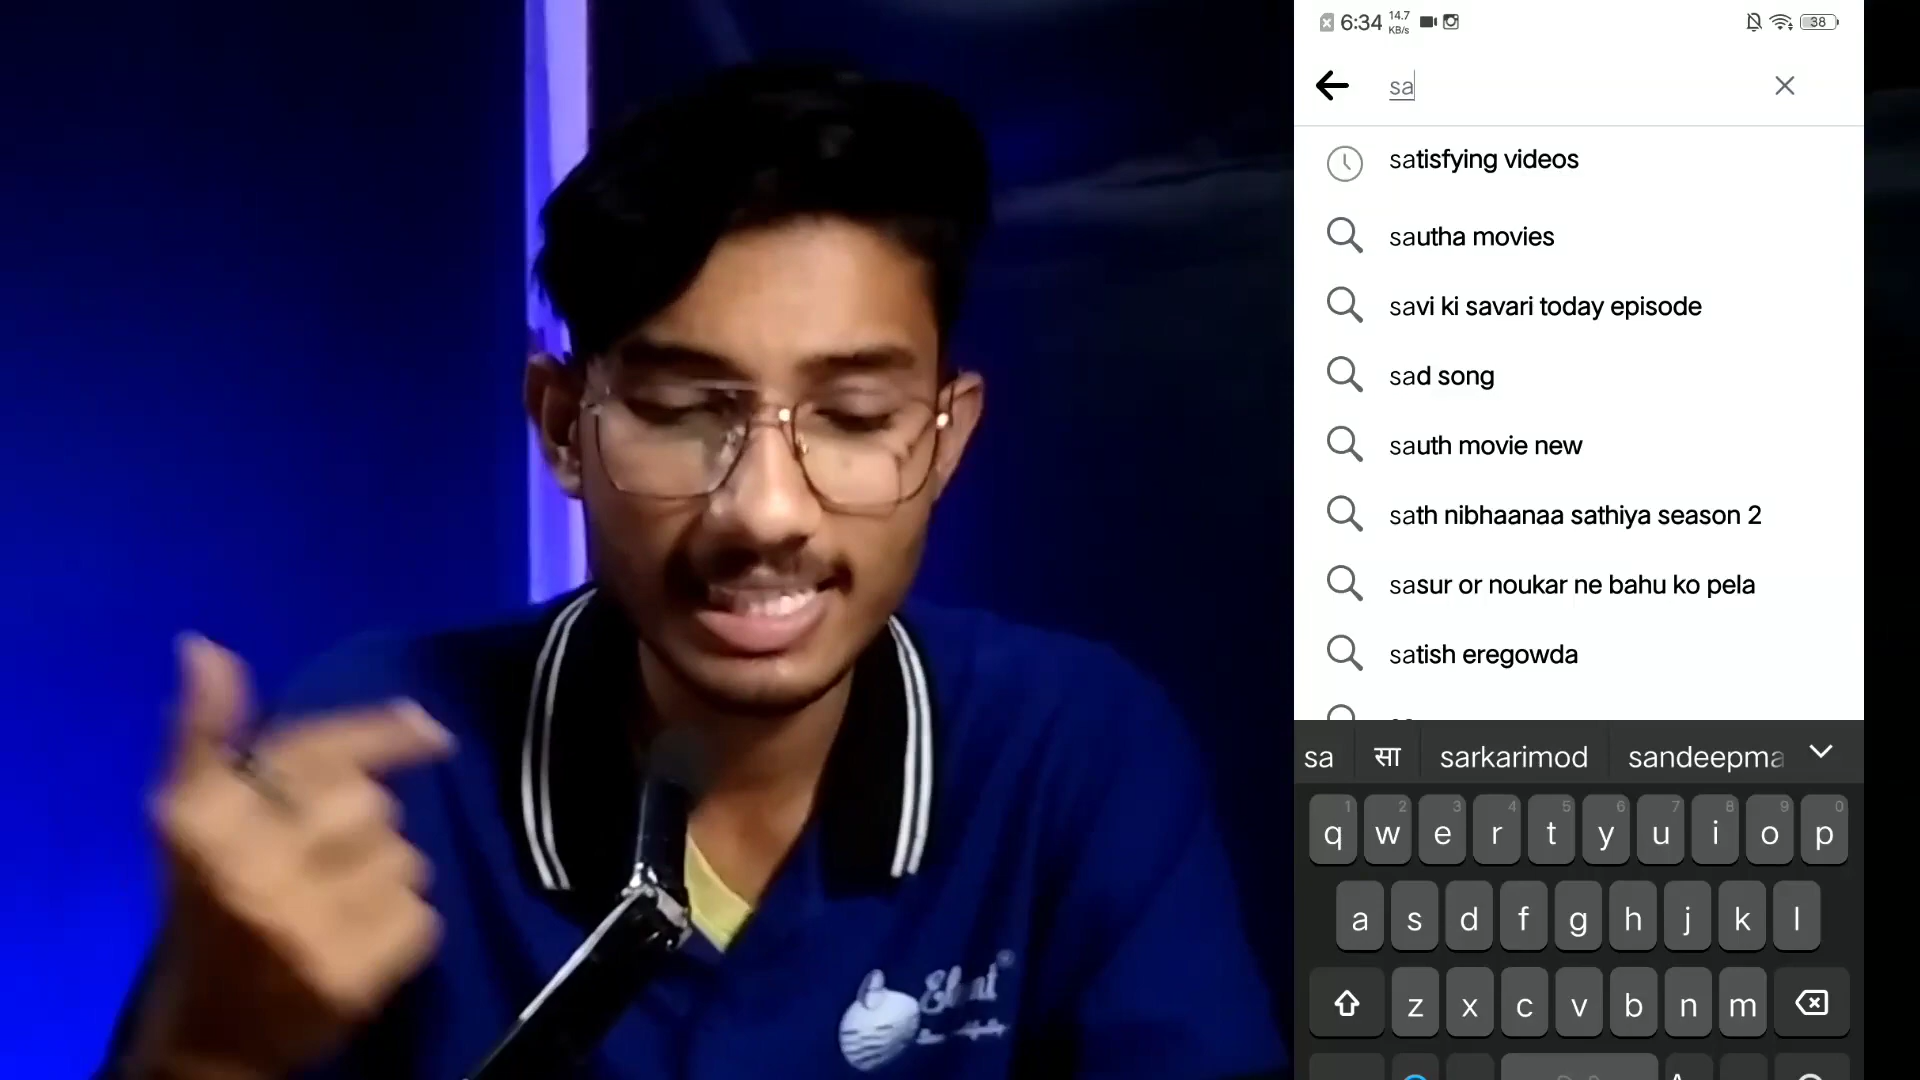 6:34 14.7 KB/s 38
sa
satisfying videos
sautha movies
savi ki savari today episode
sad song
sauth movie new
sath nibhaanaa sathiya season 2
sasur or noukar ne bahu ko pela
satish eregowda
sa सा sarkarimod sandeepma
1 2 3 4 5 6 7 8 9 0
q w e r t y u i o p
a s d f g h j k l
z x c v b n m